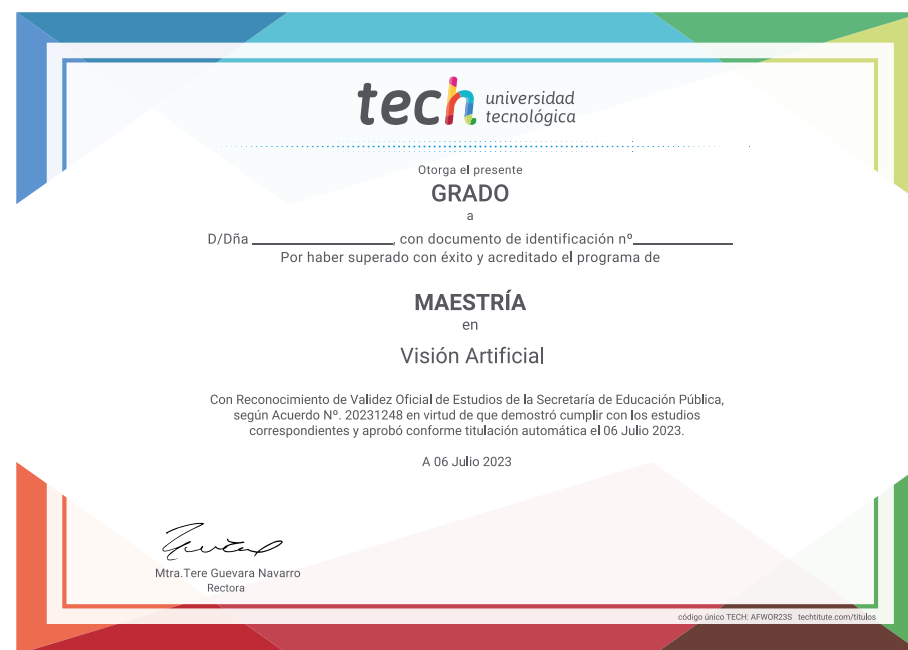 tech universidad
tecnológica
Otorga el presente
GRADO
a
D/Dña ________________, con documento de identificación nº____________
Por haber superado con éxito y acreditado el programa de
MAESTRÍA
en
Visión Artificial
Con Reconocimiento de Validez Oficial de Estudios de la Secretaría de Educación Pública,
según Acuerdo Nº. 20231248 en virtud de que demostró cumplir con los estudios
correspondientes y aprobó conforme titulación automática el 06 Julio 2023.
A 06 Julio 2023
Mtra.Tere Guevara Navarro
Rectora
código único TECH: AFWOR23S techtitute.com/titulos